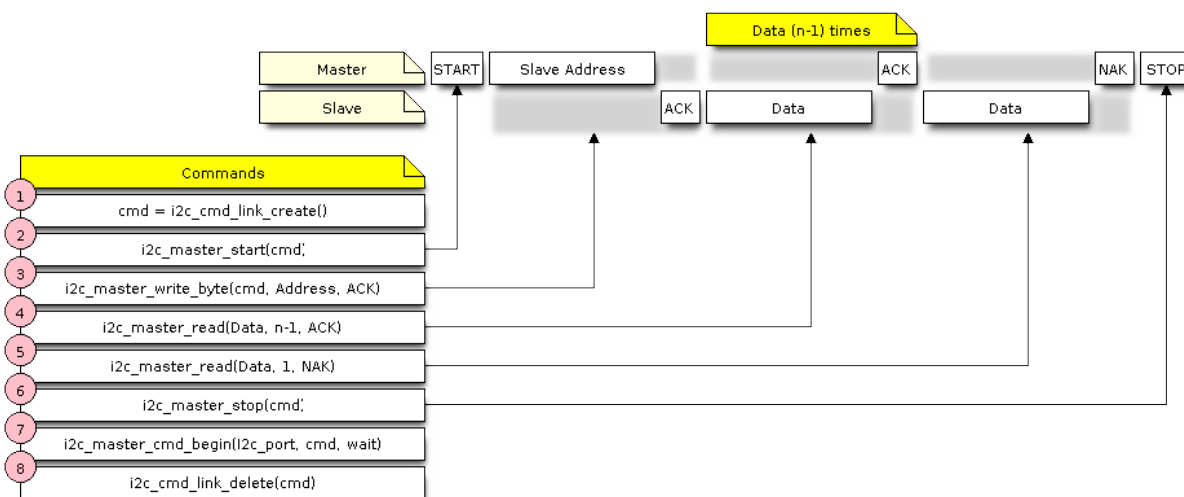 Data (n-1) times
Master START Slave Address ACK NAK STOP
Slave ACK Data Data
Commands
1
cmd = i2c_cmd_link_create()
2
i2c_master_start(cmd)
3
i2c_master_write_byte(cmd, Address, ACK)
4
i2c_master_read(Data, n-1, ACK)
5
i2c_master_read(Data, 1, NAK)
6
i2c_master_stop(cmd)
7
i2c_master_cmd_begin(I2c_port, cmd, wait)
8
i2c_cmd_link_delete(cmd)